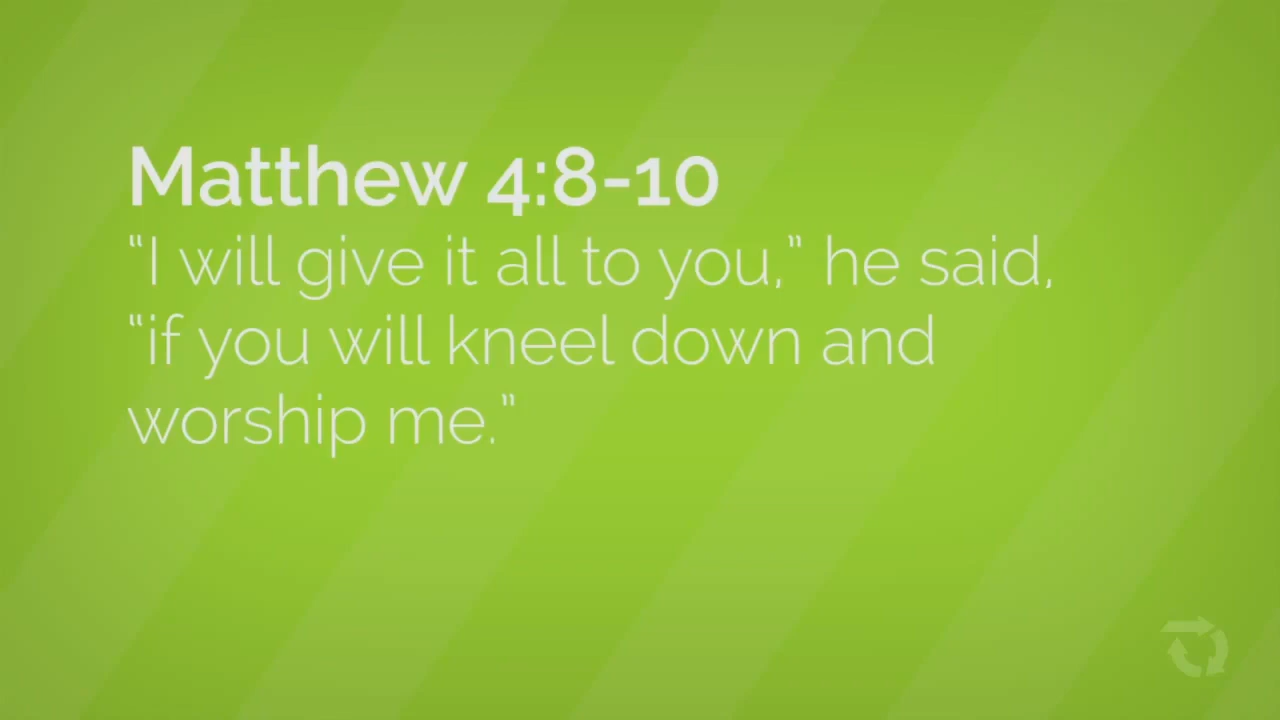 Matthew 4:8-10
“I will give it all to you,” he said,
“if you will kneel down and
worship me.”